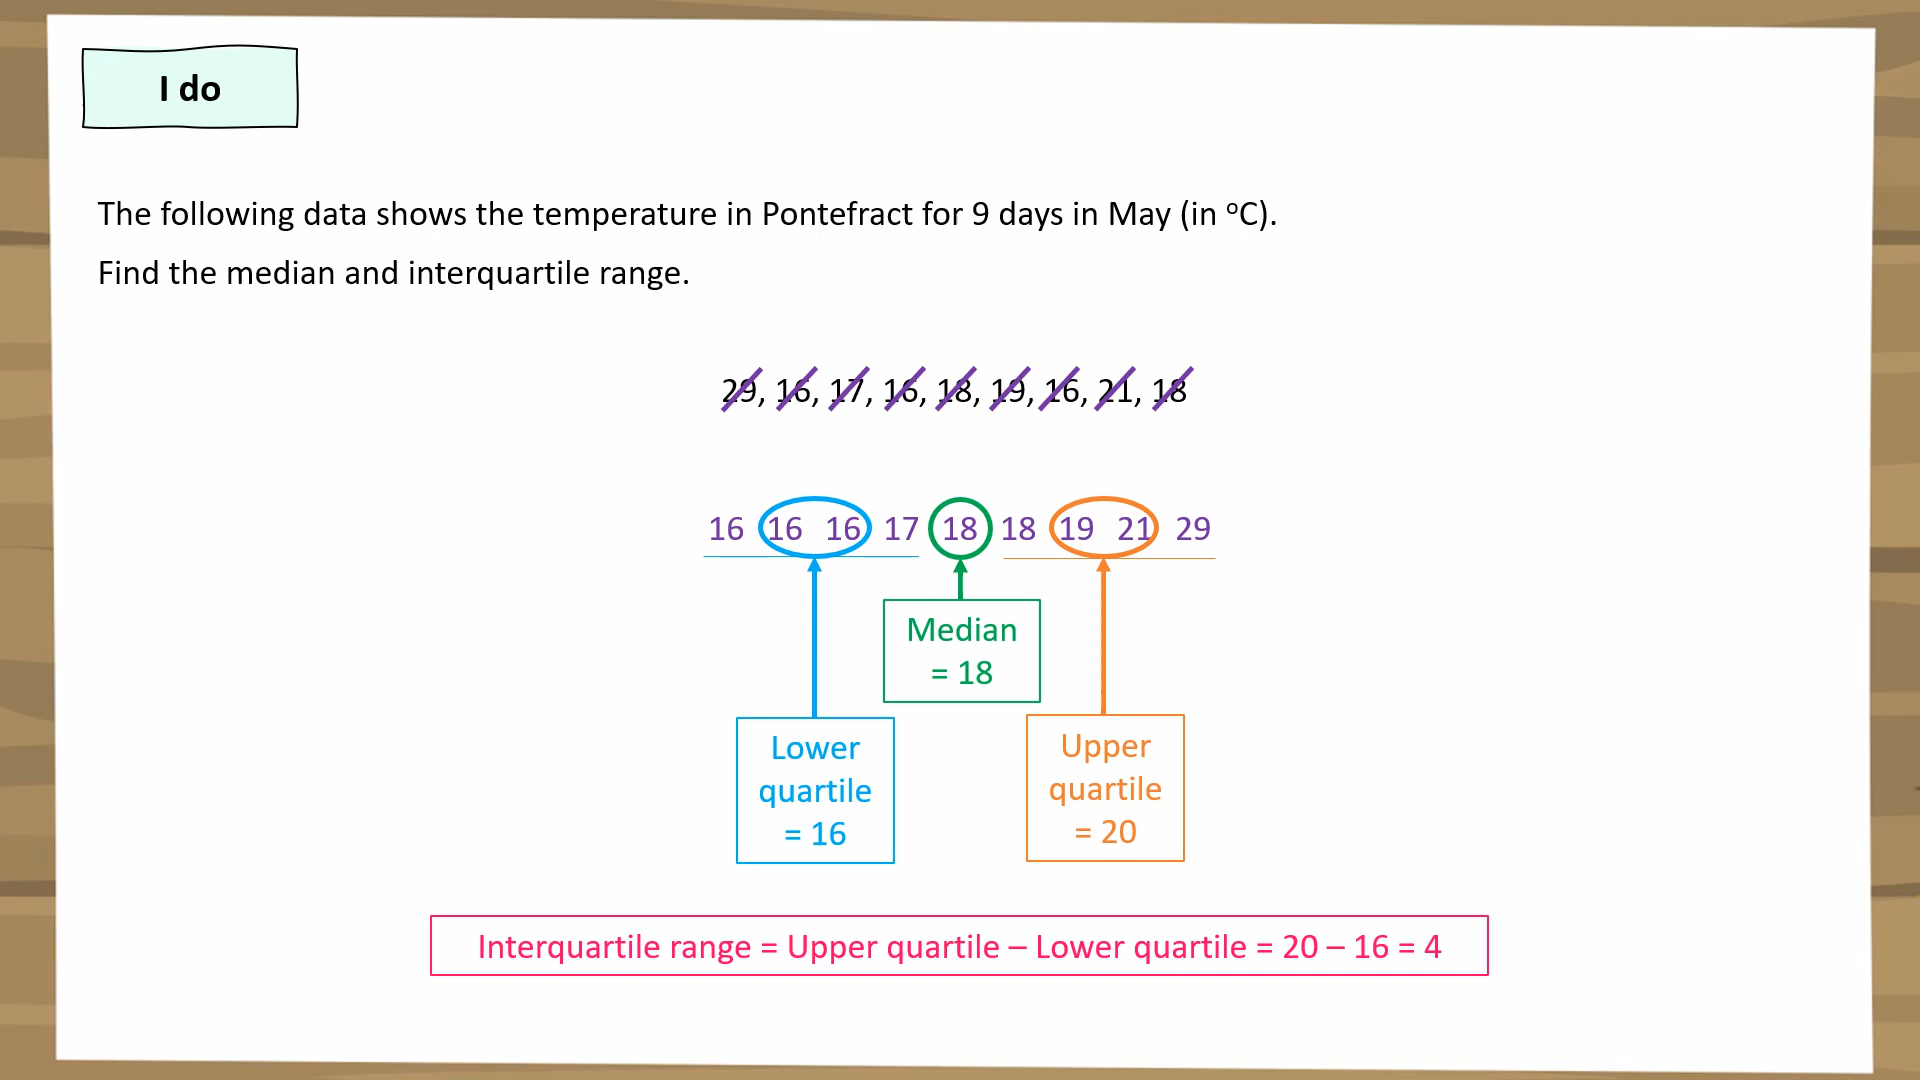 I do
The following data shows the temperature in Pontefract for 9 days in May (in ºC).
Find the median and interquartile range.
29, 16, 17, 16, 18, 19, 16, 21, 18
16 16 16 17 18 18 19 21 29
Median
= 18
Lower
quartile
= 16
Upper
quartile
= 20
Interquartile range = Upper quartile – Lower quartile = 20 – 16 = 4